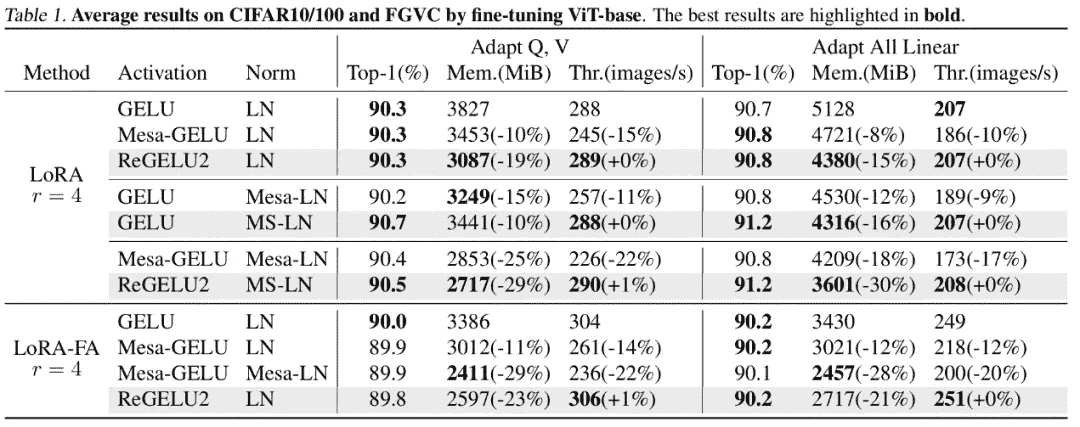 Table 1. Average results on CIFAR10/100 and FGVC by fine-tuning ViT-base. The best results are highlighted in bold.
Adapt Q, V Adapt All Linear
Method Activation Norm Top-1(%) Mem.(MiB) Thr.(images/s) Top-1(%) Mem.(MiB) Thr.(images/s)
GELU LN 90.3 3827 288 90.7 5128 207
Mesa-GELU LN 90.3 3453(-10%) 245(-15%) 90.8 4721(-8%) 186(-10%)
ReGELU2 LN 90.3 3087(-19%) 289(+0%) 90.8 4380(-15%) 207(+0%)
LoRA
r = 4
GELU Mesa-LN 90.2 3249(-15%) 257(-11%) 90.8 4530(-12%) 189(-9%)
GELU MS-LN 90.7 3441(-10%) 288(+0%) 91.2 4316(-16%) 207(+0%)
Mesa-GELU Mesa-LN 90.4 2853(-25%) 226(-22%) 90.8 4209(-18%) 173(-17%)
ReGELU2 MS-LN 90.5 2717(-29%) 290(+1%) 91.2 3601(-30%) 208(+0%)
GELU LN 90.0 3386 304 90.2 3430 249
LoRA-FA
r = 4
Mesa-GELU LN 89.9 3012(-11%) 261(-14%) 90.2 3021(-12%) 218(-12%)
Mesa-GELU Mesa-LN 89.9 2411(-29%) 236(-22%) 90.1 2457(-28%) 200(-20%)
ReGELU2 LN 89.8 2597(-23%) 306(+1%) 90.2 2717(-21%) 251(+0%)